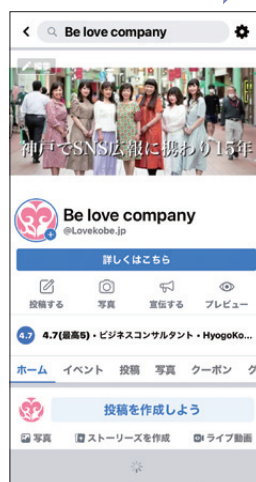 Be love company
編集
神戸でSNS広報に携わり15年
Be love company
@Lovekobe.jp
詳しくはこちら
投稿する 写真 宣伝する プレビュー
4.7 4.7(最高5)・ビジネスコンサルタント・HyogoKo...
ホーム イベント 投稿 写真 クーポン グ
投稿を作成しよう
写真 ストーリーズを作成 ライブ動画